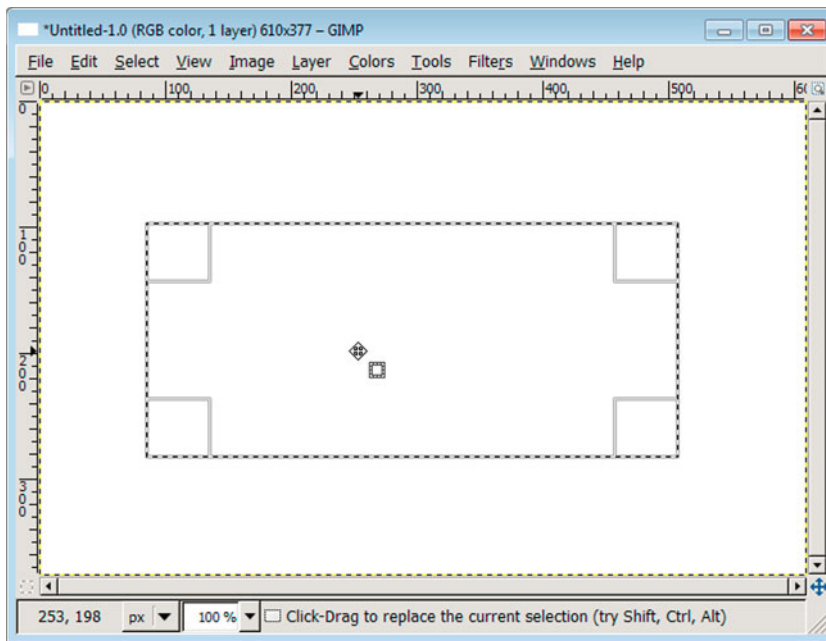 *Untitled-1.0 (RGB color, 1 layer) 610x377 – GIMP
File Edit Select View Image Layer Colors Tools Filters Windows Help
0 100 200 300 400 500
0
100
200
300
253, 198 px 100 % Click-Drag to replace the current selection (try Shift, Ctrl, Alt)